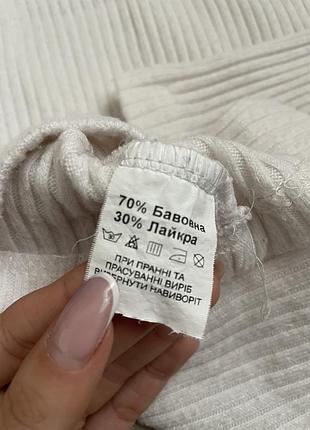 70% Бавовна
30% Лайкра
ПРИ ПРАННІ ТА
ПРАСУВАННІ ВИРІБ
ВИВЕРНУТИ НАВИВОРІТ